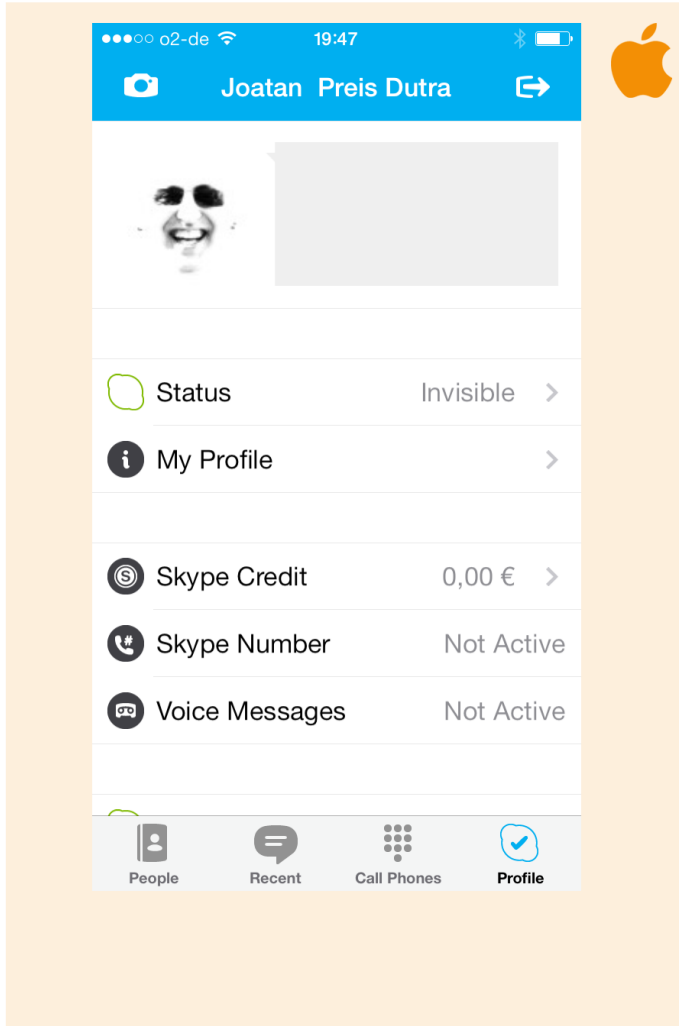 o2-de 19:47
Joatan Preis Dutra
Status Invisible
My Profile
Skype Credit 0,00 €
Skype Number Not Active
Voice Messages Not Active
People Recent Call Phones Profile